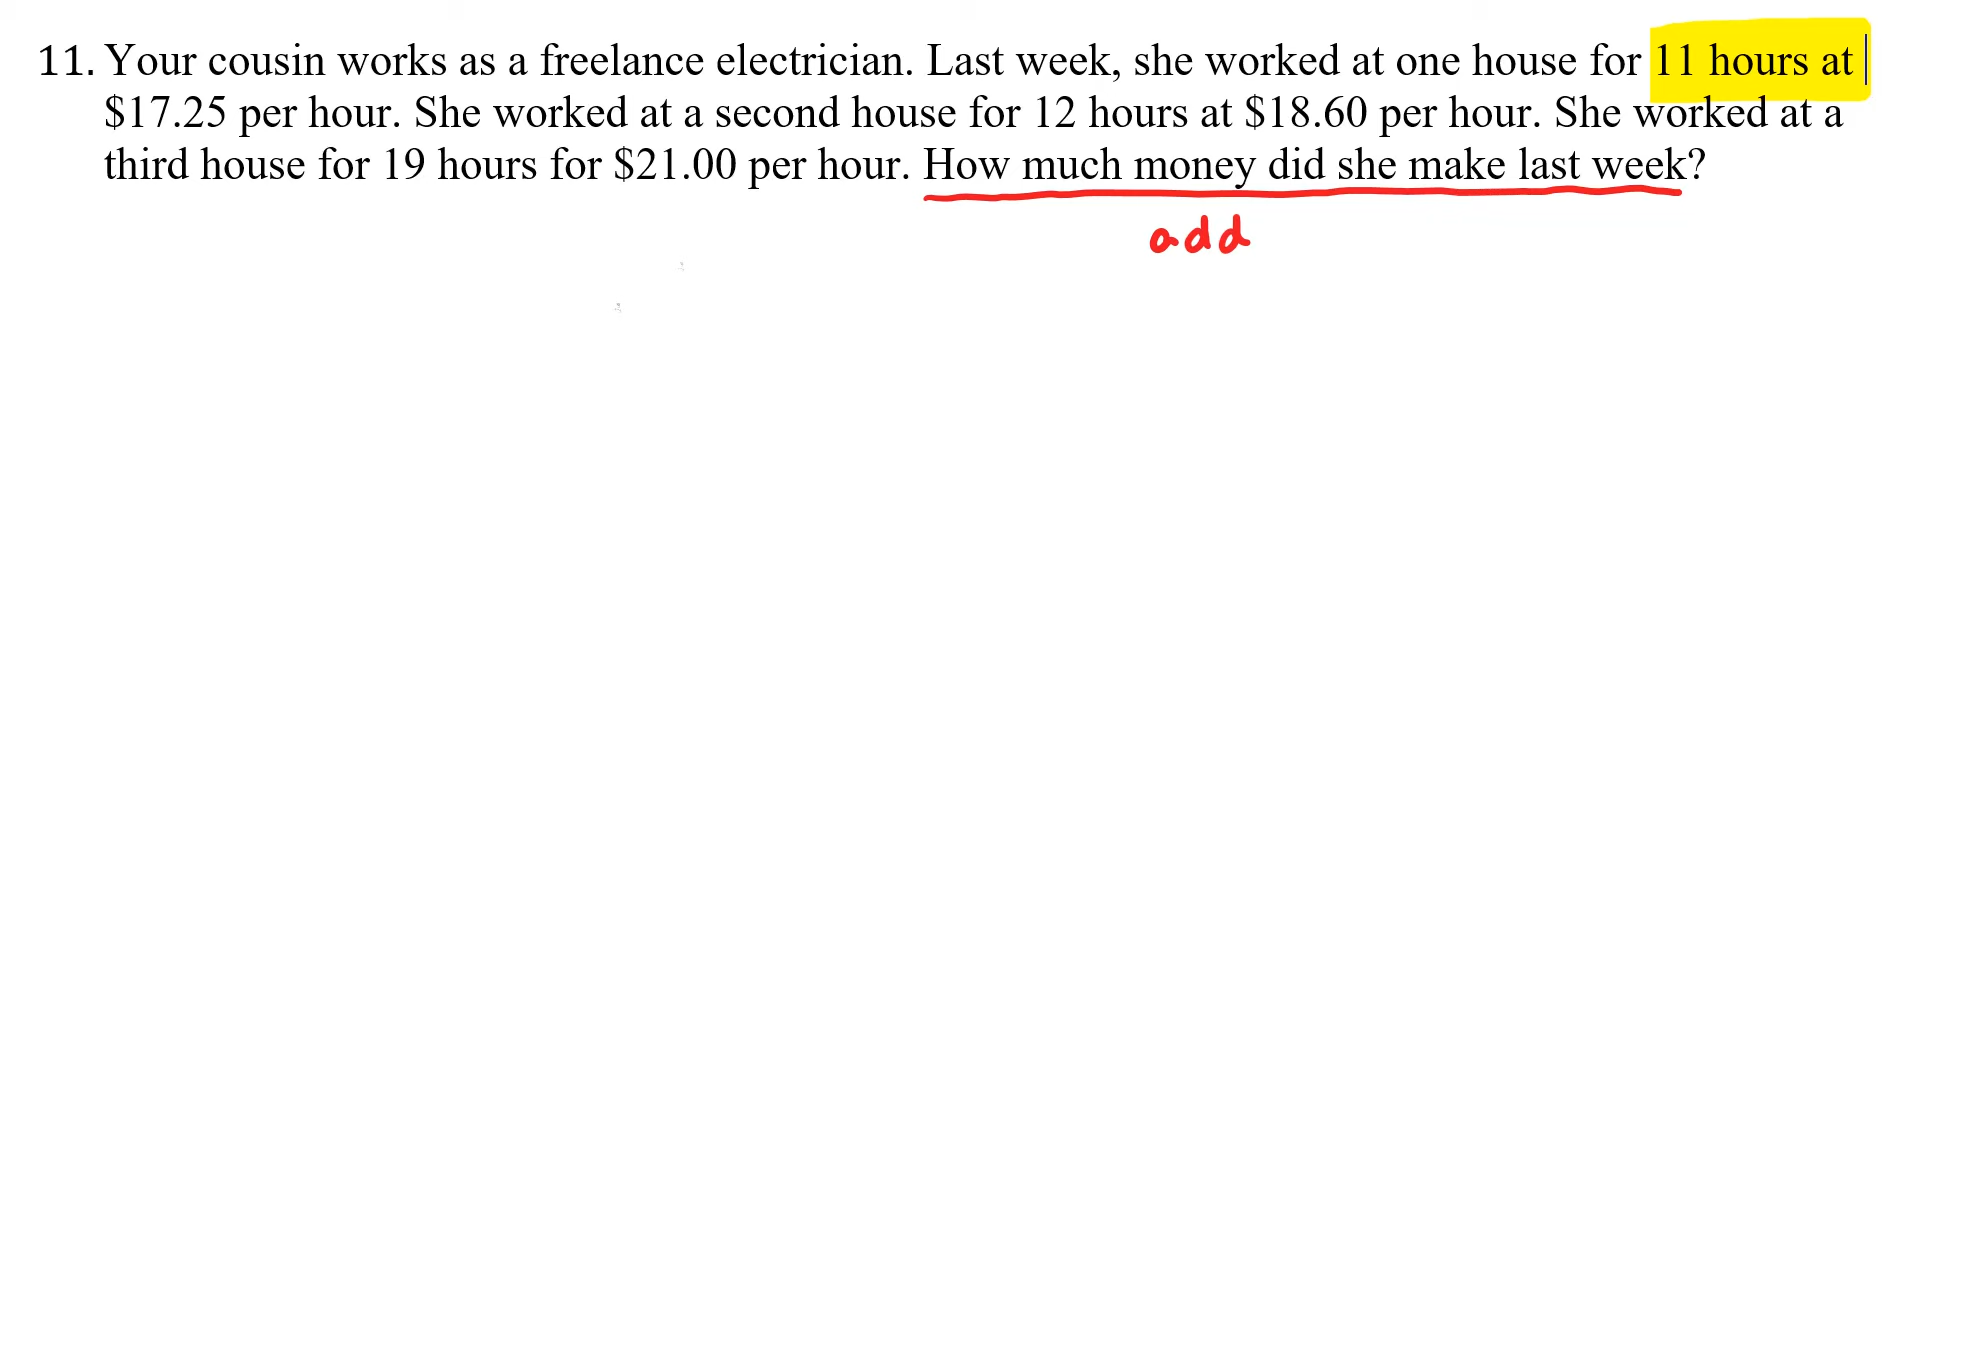 11. Your cousin works as a freelance electrician. Last week, she worked at one house for 11 hours at
$17.25 per hour. She worked at a second house for 12 hours at $18.60 per hour. She worked at a
third house for 19 hours for $21.00 per hour. How much money did she make last week?
add